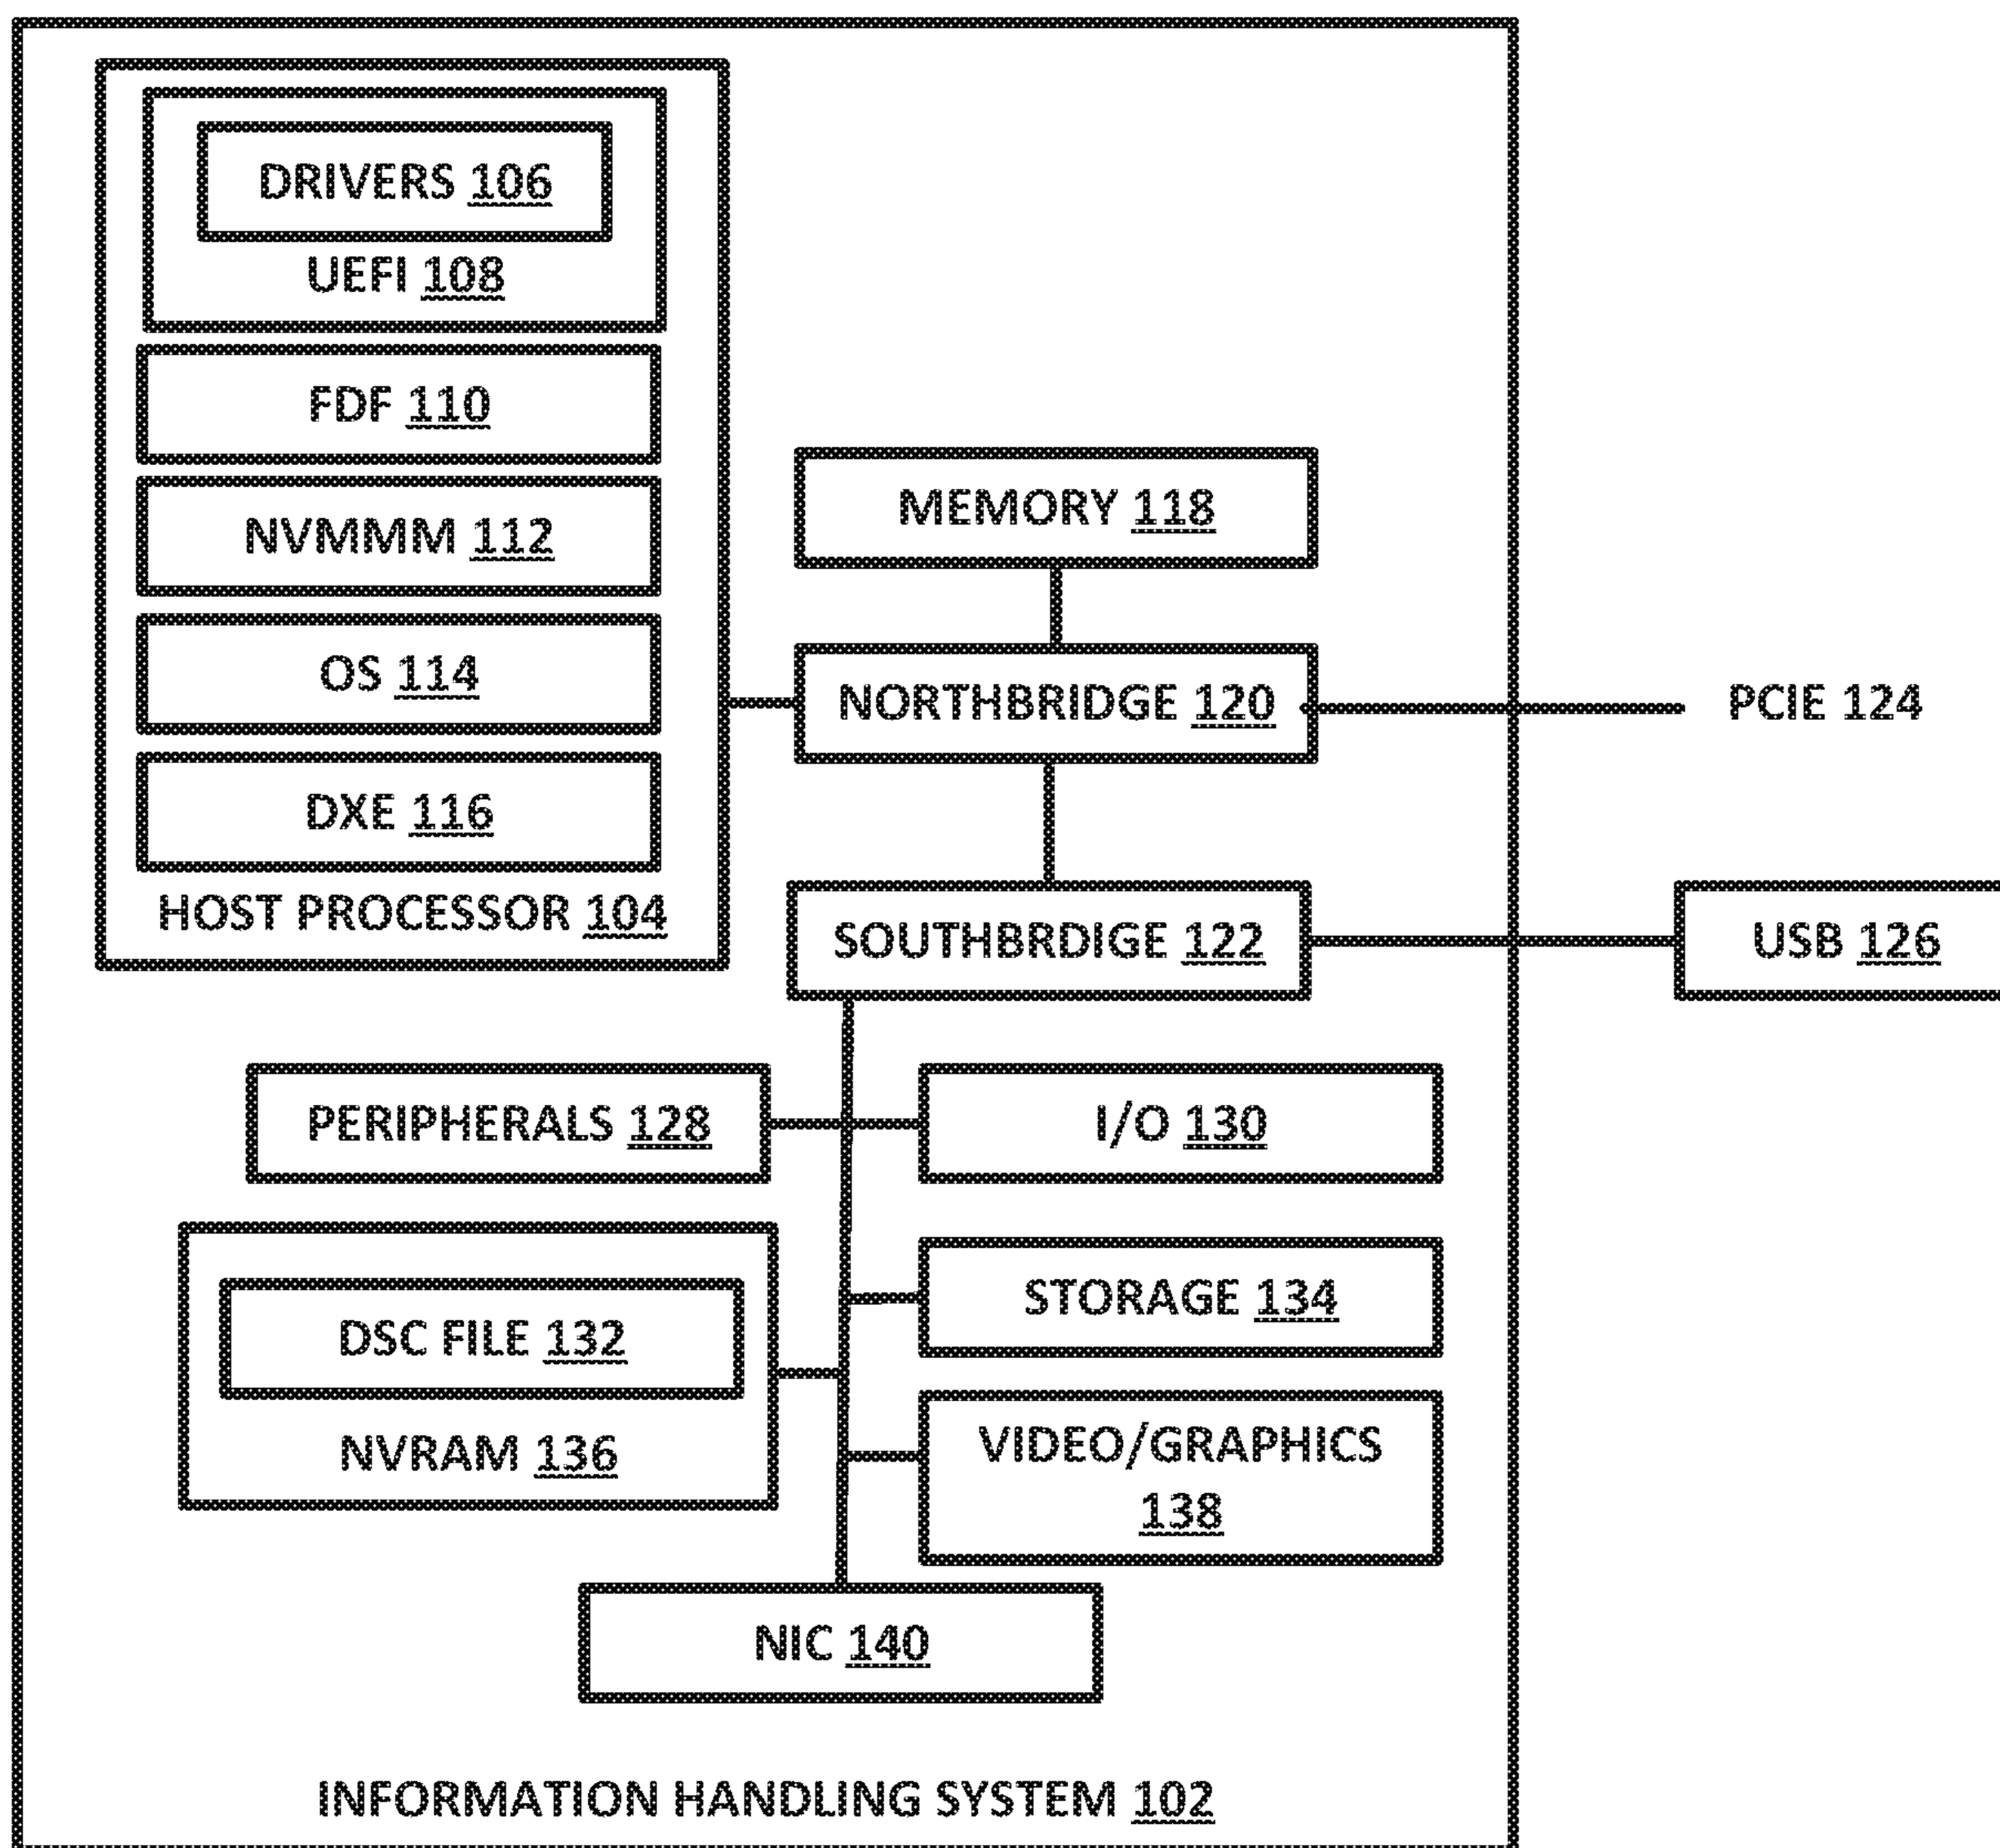 DRIVERS 106
UEFI 108
FDF 110
NVMMM 112
OS 114
DXE 116
HOST PROCESSOR 104
MEMORY 118
NORTHBRIDGE 120
PCIE 124
SOUTHBRDIGE 122
USB 126
PERIPHERALS 128
I/O 130
DSC FILE 132
NVRAM 136
STORAGE 134
VIDEO/GRAPHICS
138
NIC 140
INFORMATION HANDLING SYSTEM 102